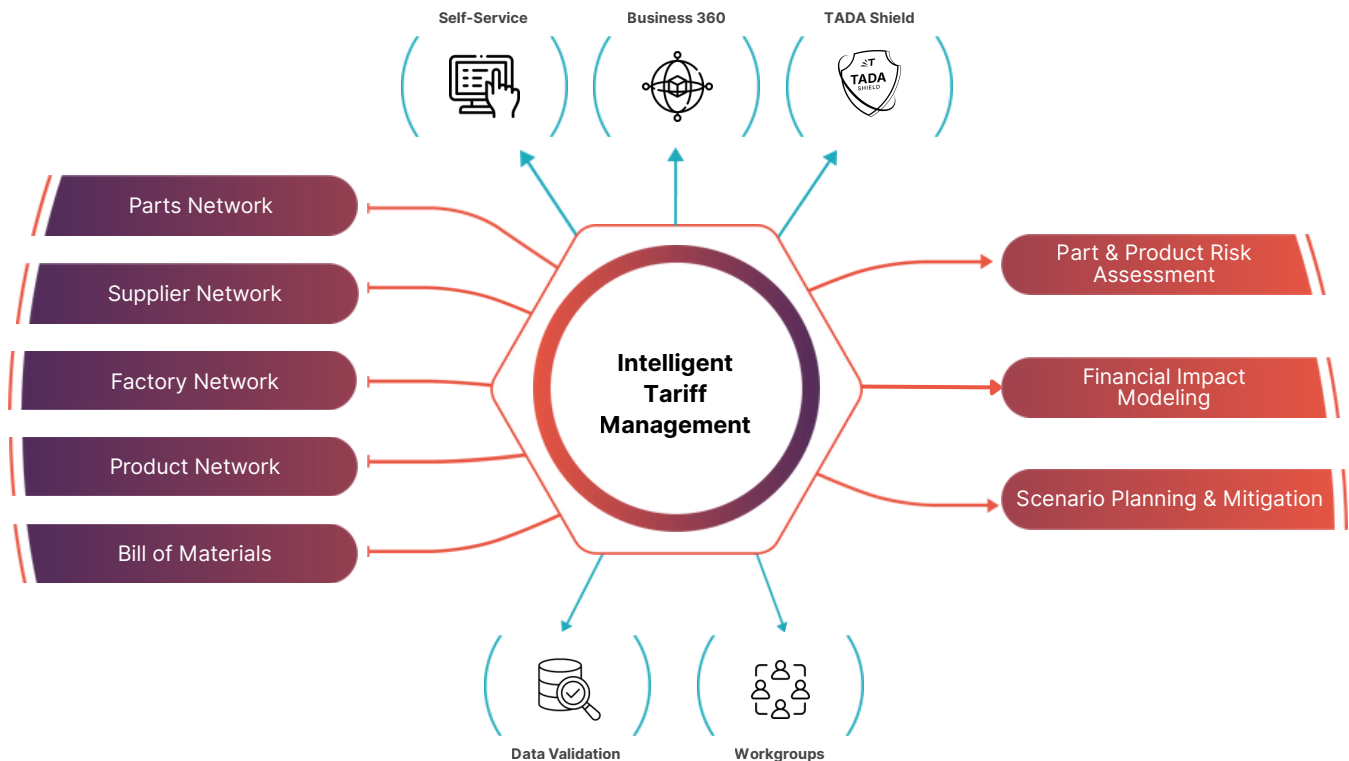 Self-Service
Business 360
TADA Shield
T
TADA
SHIELD
Parts Network
Supplier Network
Factory Network
Product Network
Bill of Materials
Intelligent
Tariff
Management
Part & Product Risk
Assessment
Financial Impact
Modeling
Scenario Planning & Mitigation
Data Validation
Workgroups